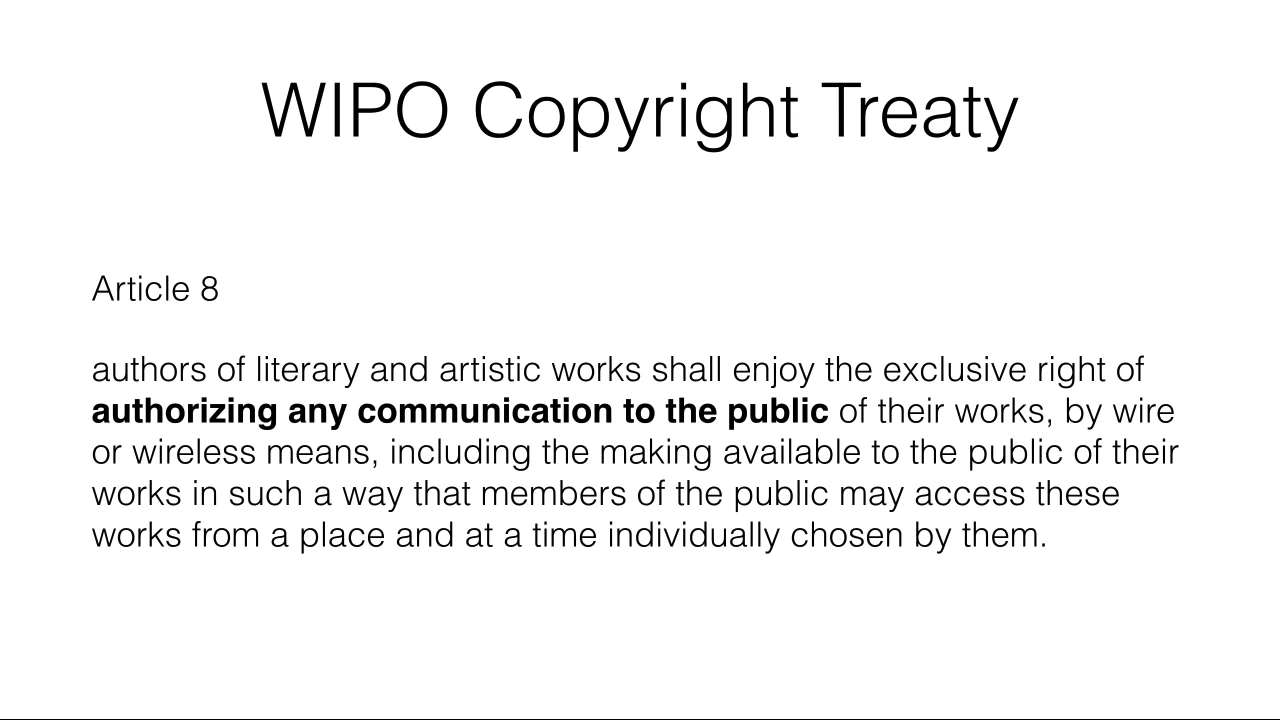 WIPO Copyright Treaty
Article 8
authors of literary and artistic works shall enjoy the exclusive right of
authorizing any communication to the public of their works, by wire
or wireless means, including the making available to the public of their
works in such a way that members of the public may access these
works from a place and at a time individually chosen by them.